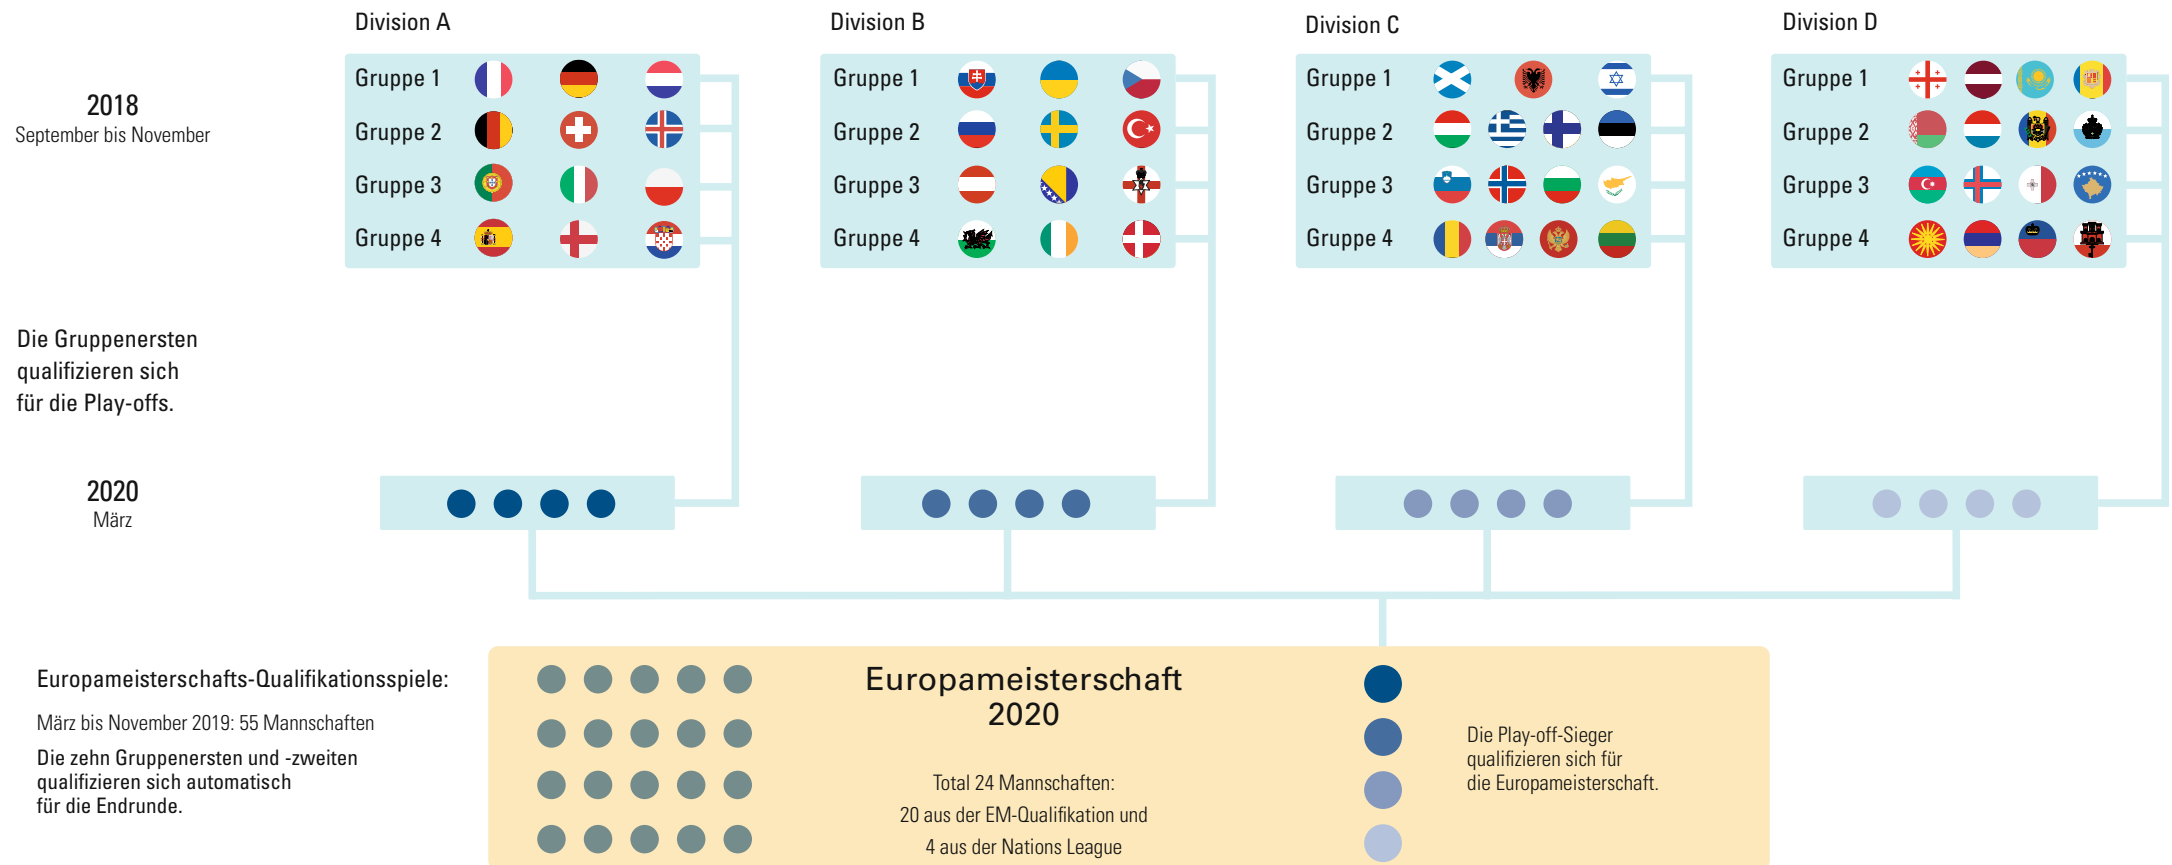 Division A
Division B
Division C
Division D
2018
September bis November
Gruppe 1
Gruppe 2
Gruppe 3
Gruppe 4
Gruppe 1
Gruppe 2
Gruppe 3
Gruppe 4
Gruppe 1
Gruppe 2
Gruppe 3
Gruppe 4
Gruppe 1
Gruppe 2
Gruppe 3
Gruppe 4
Die Gruppenersten
qualifizieren sich
für die Play-offs.
2020
März
Europameisterschafts-Qualifikationsspiele:
März bis November 2019: 55 Mannschaften
Die zehn Gruppenersten und -zweiten
qualifizieren sich automatisch
für die Endrunde.
Europameisterschaft
2020
Total 24 Mannschaften:
20 aus der EM-Qualifikation und
4 aus der Nations League
Die Play-off-Sieger
qualifizieren sich für
die Europameisterschaft.